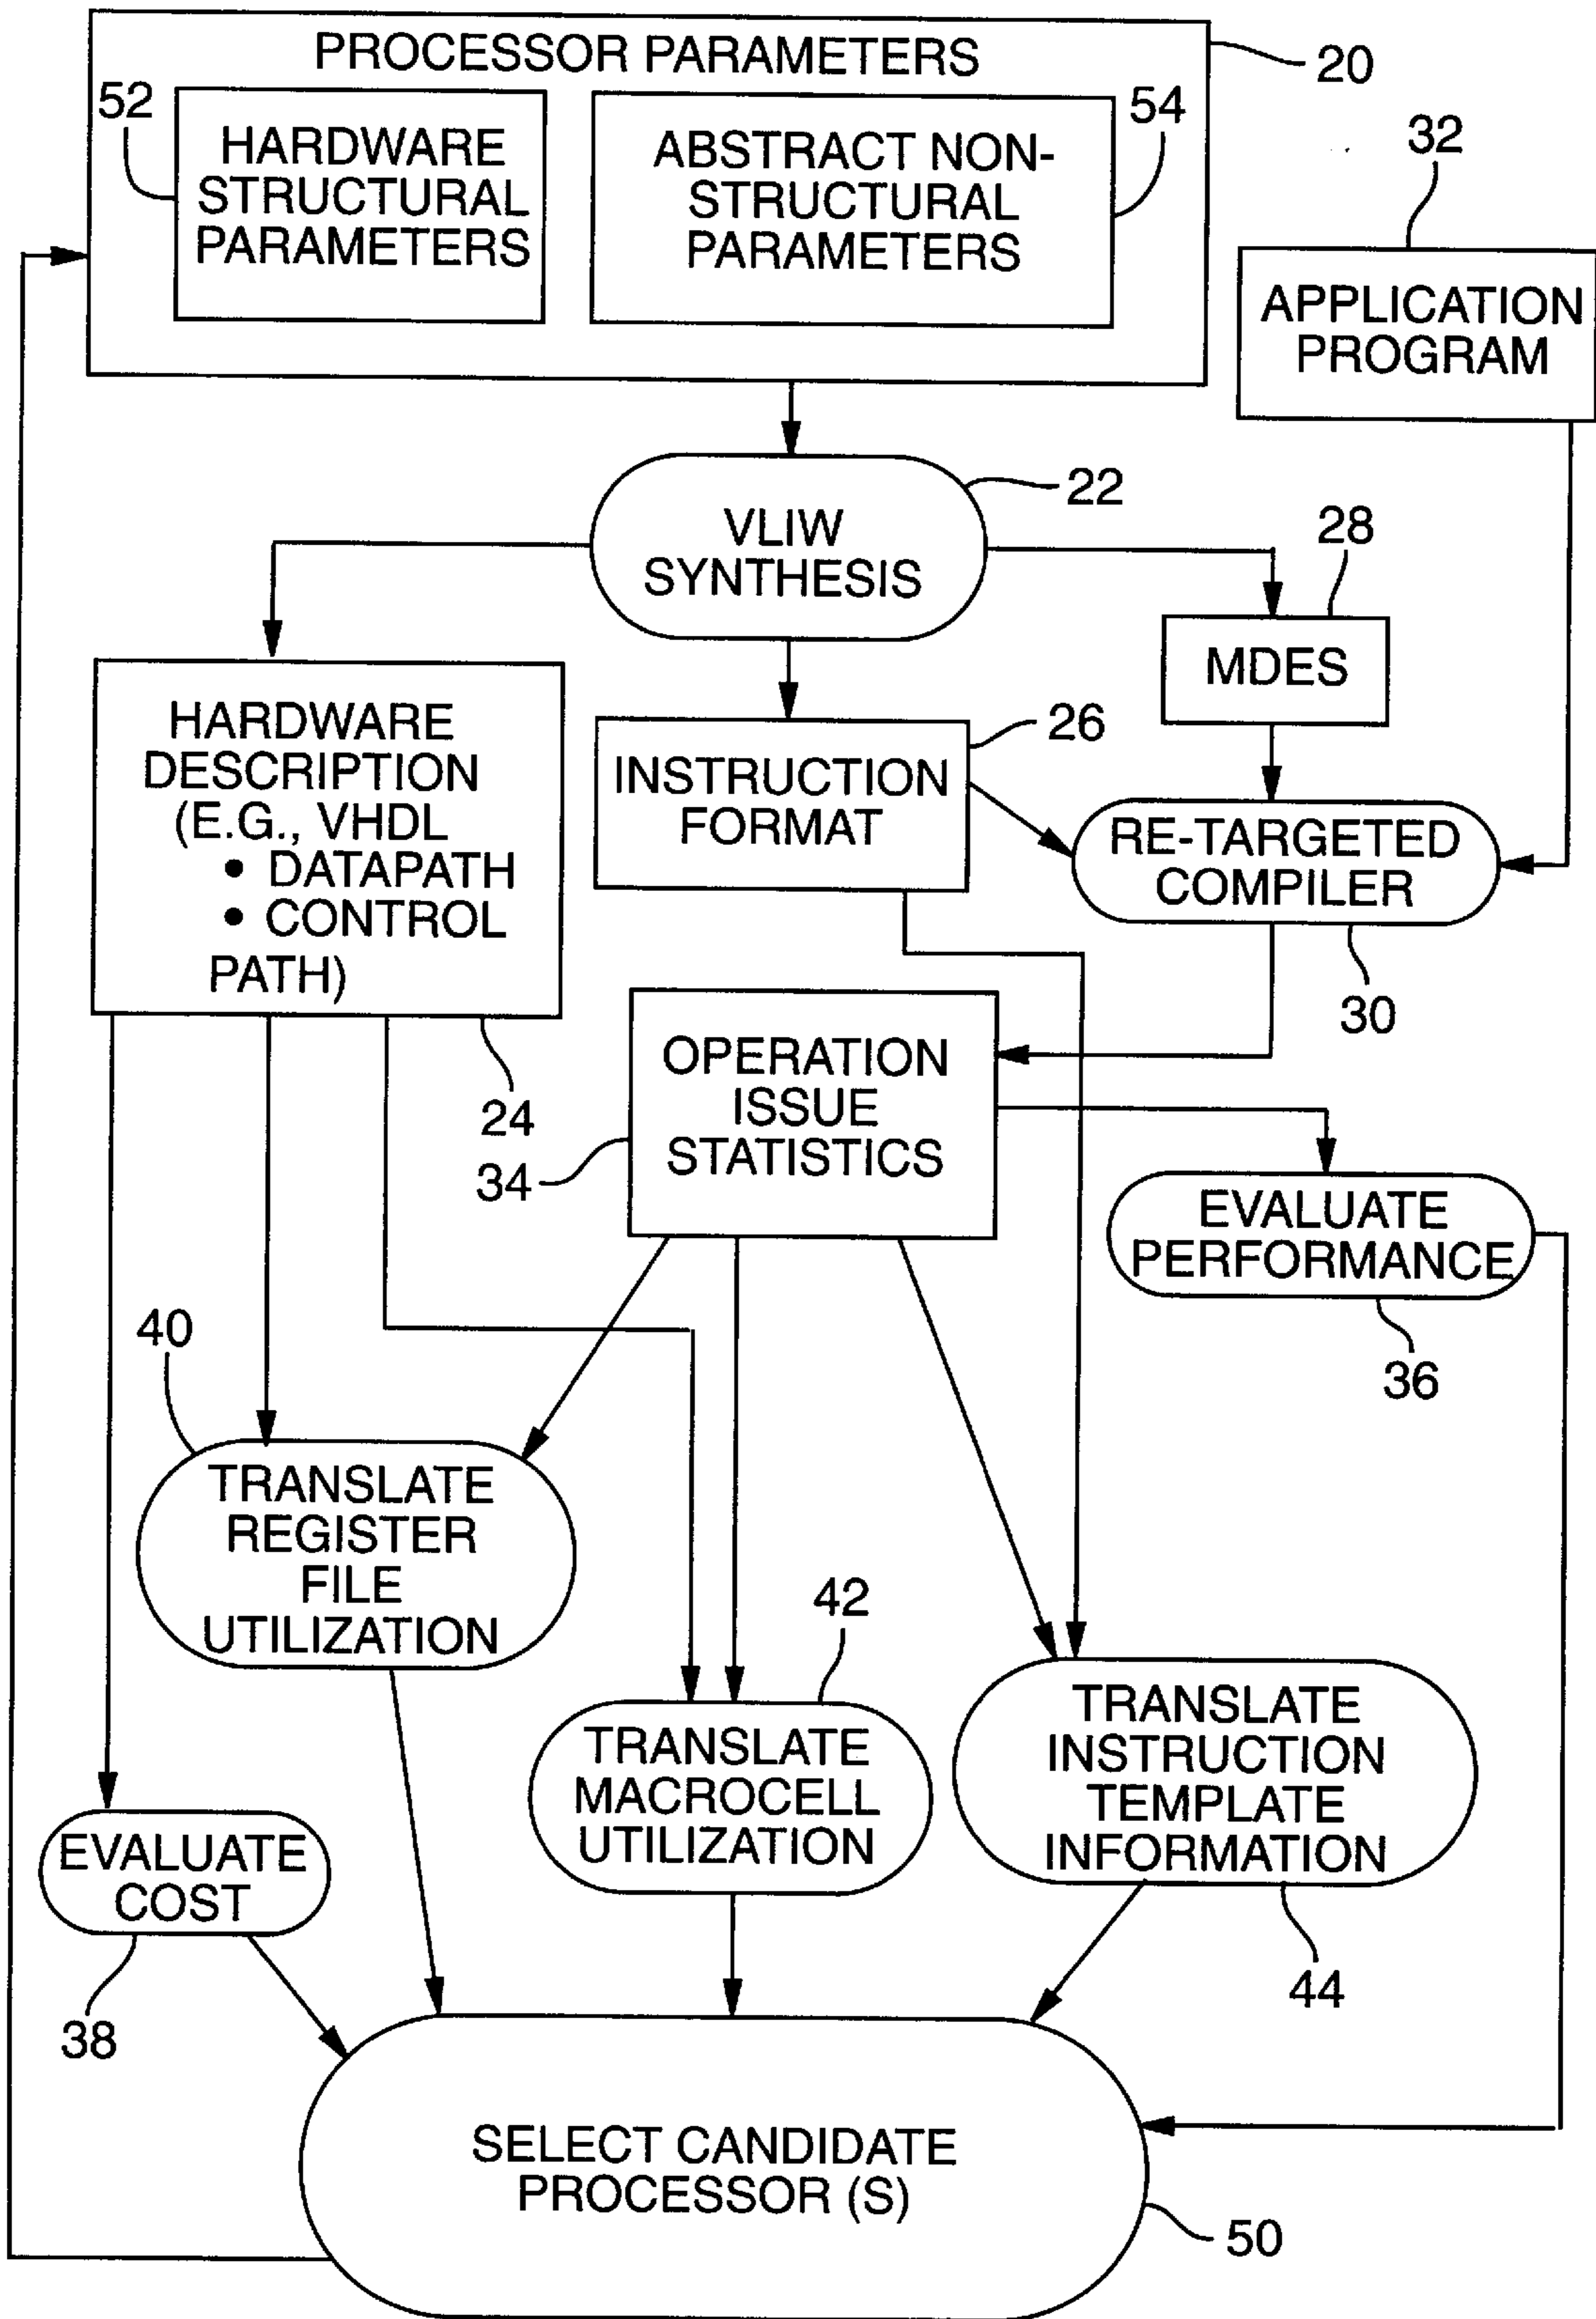 PROCESSOR PARAMETERS
20
52
HARDWARE
STRUCTURAL
PARAMETERS
ABSTRACT NON-
STRUCTURAL
PARAMETERS
54
32
APPLICATION
PROGRAM
VLIW
SYNTHESIS
22
28
MDES
HARDWARE
DESCRIPTION
(E.G., VHDL
• DATAPATH
• CONTROL
PATH)
24
26
INSTRUCTION
FORMAT
RE-TARGETED
COMPILER
30
OPERATION
ISSUE
STATISTICS
34
EVALUATE
PERFORMANCE
36
40
TRANSLATE
REGISTER
FILE
UTILIZATION
42
TRANSLATE
MACROCELL
UTILIZATION
TRANSLATE
INSTRUCTION
TEMPLATE
INFORMATION
44
EVALUATE
COST
38
SELECT CANDIDATE
PROCESSOR (S)
50